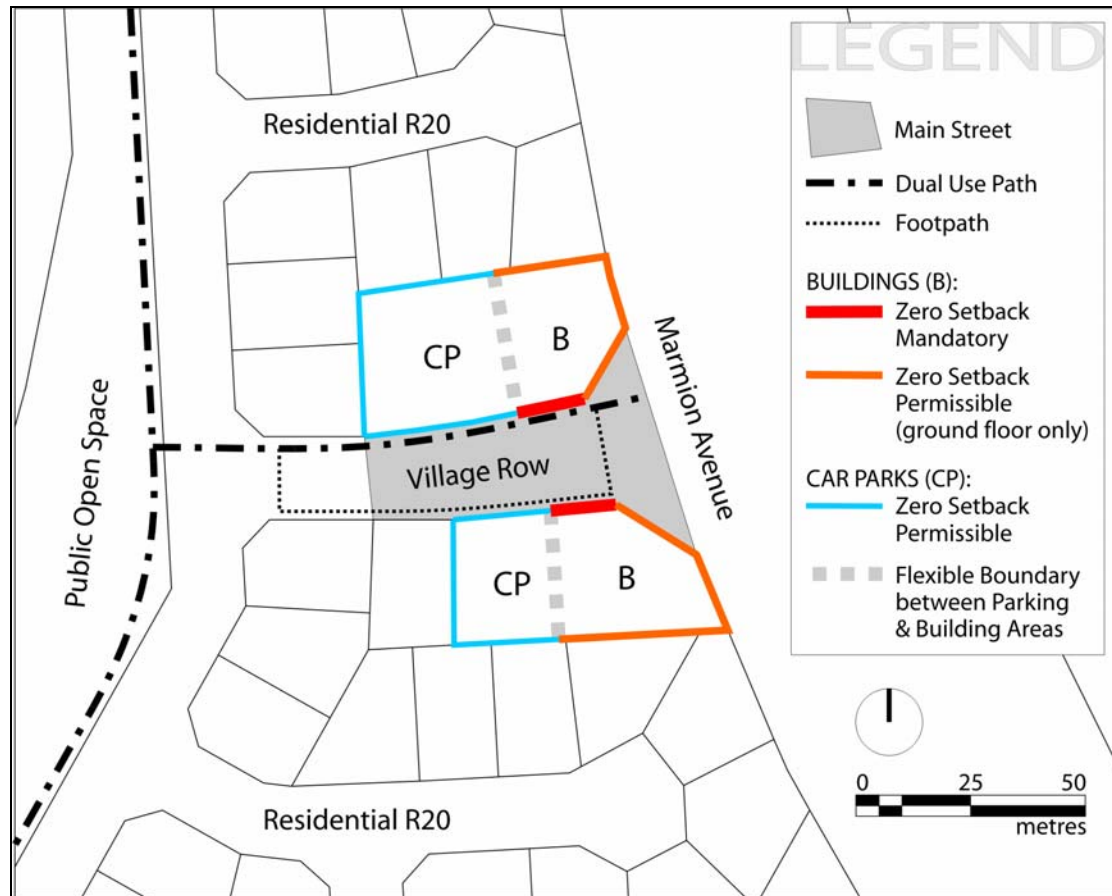 Residential R20
CP
B
Marmion Avenue
Village Row
Public Open Space
CP
B
Residential R20
LEGEND
Main Street
Dual Use Path
Footpath
BUILDINGS (B):
Zero Setback
Mandatory
Zero Setback
Permissible
(ground floor only)
CAR PARKS (CP):
Zero Setback
Permissible
Flexible Boundary
between Parking
& Building Areas
0 25 50
metres